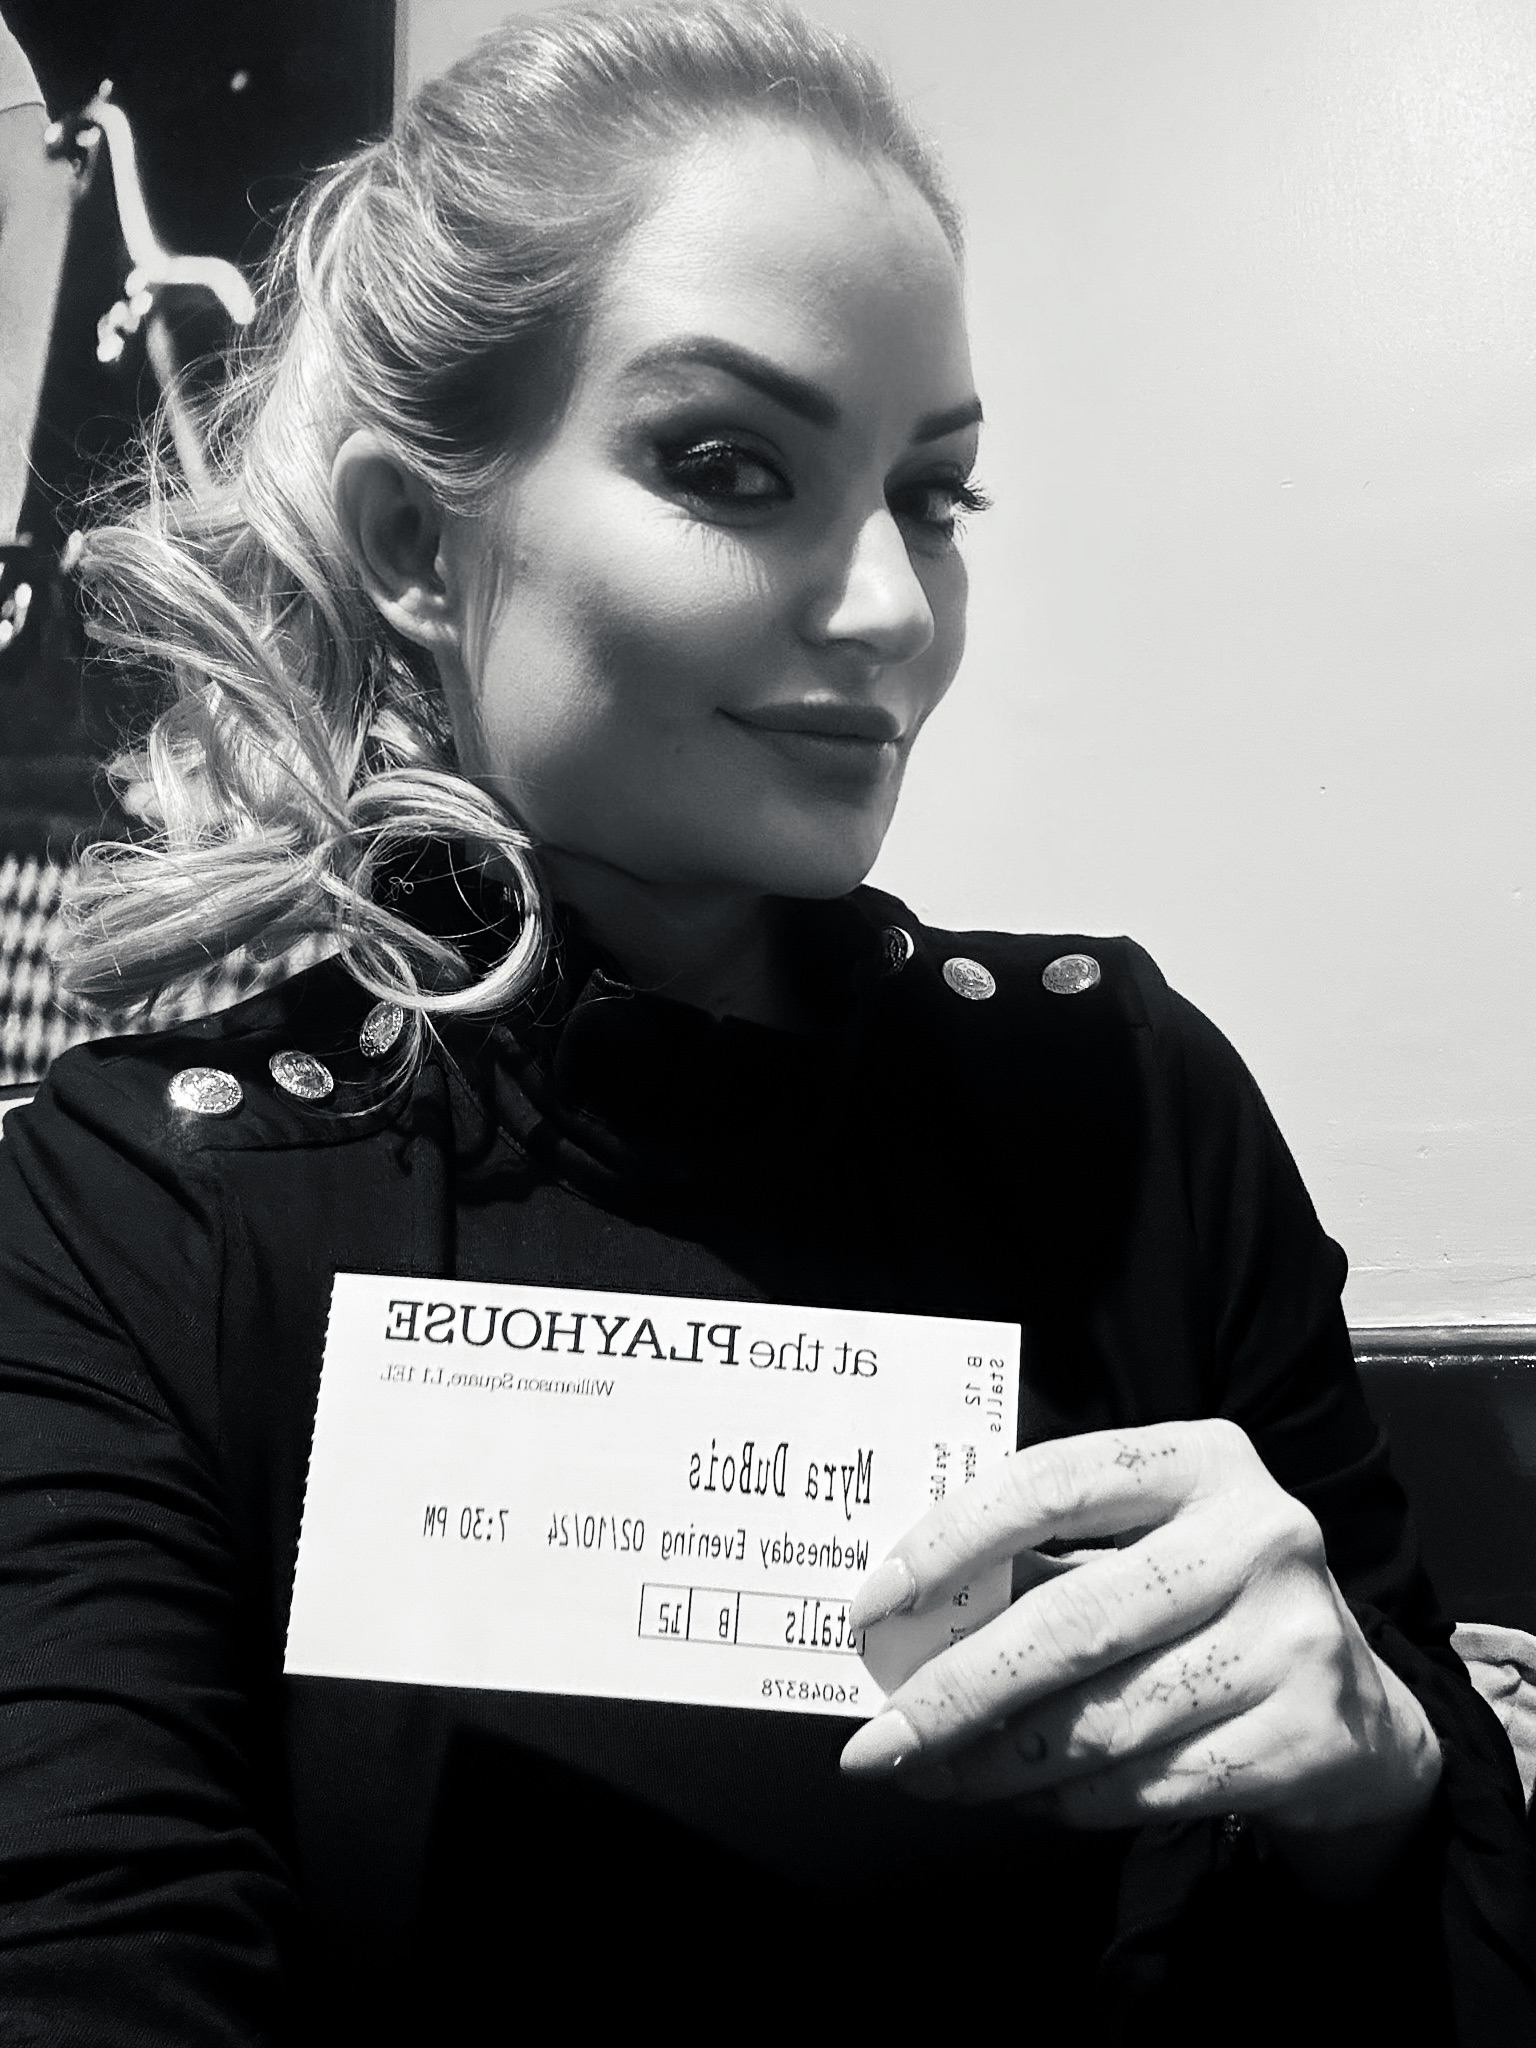 at the PLAYHOUSE
Williamson Square, L1 1EL
Myra DuBois
Wednesday Evening 02/10/24 7:30 PM
Stalls B 12
56048378
Stalls
B 12